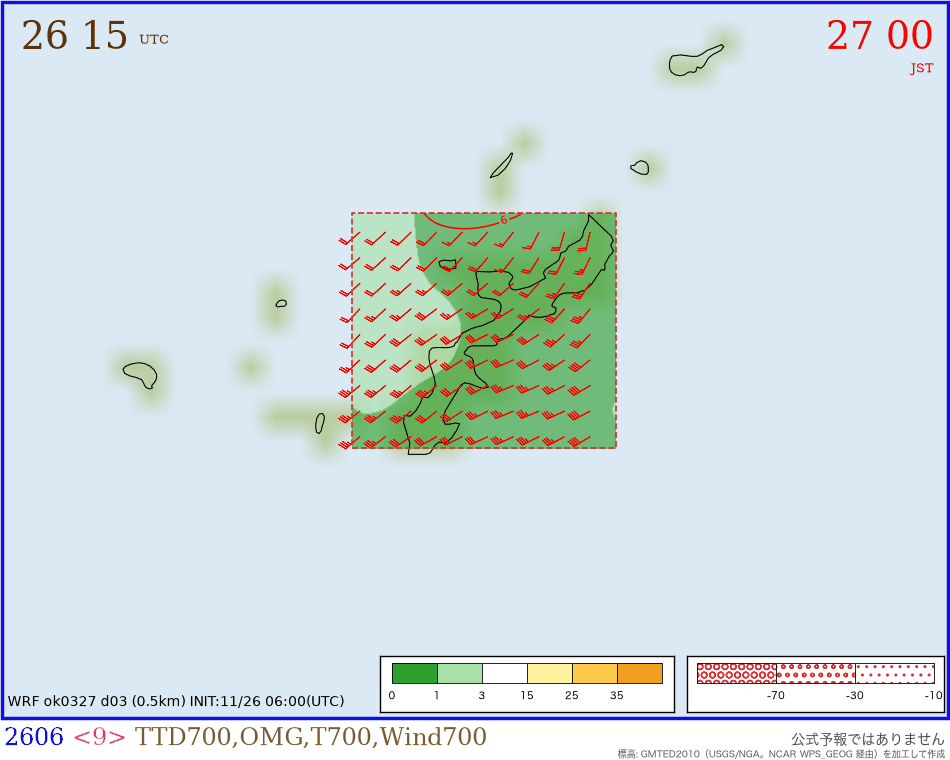 26 15 UTC
27 00
JST
6
0 1 3 15 25 35
-70 -30 -10
WRF ok0327 d03 (0.5km) INIT:11/26 06:00(UTC)
2606 <9> TTD700,OMG,T700,Wind700
公式予報ではありません
標高: GMTED2010（USGS/NGA。NCAR WPS_GEOG 経由）を加工して作成